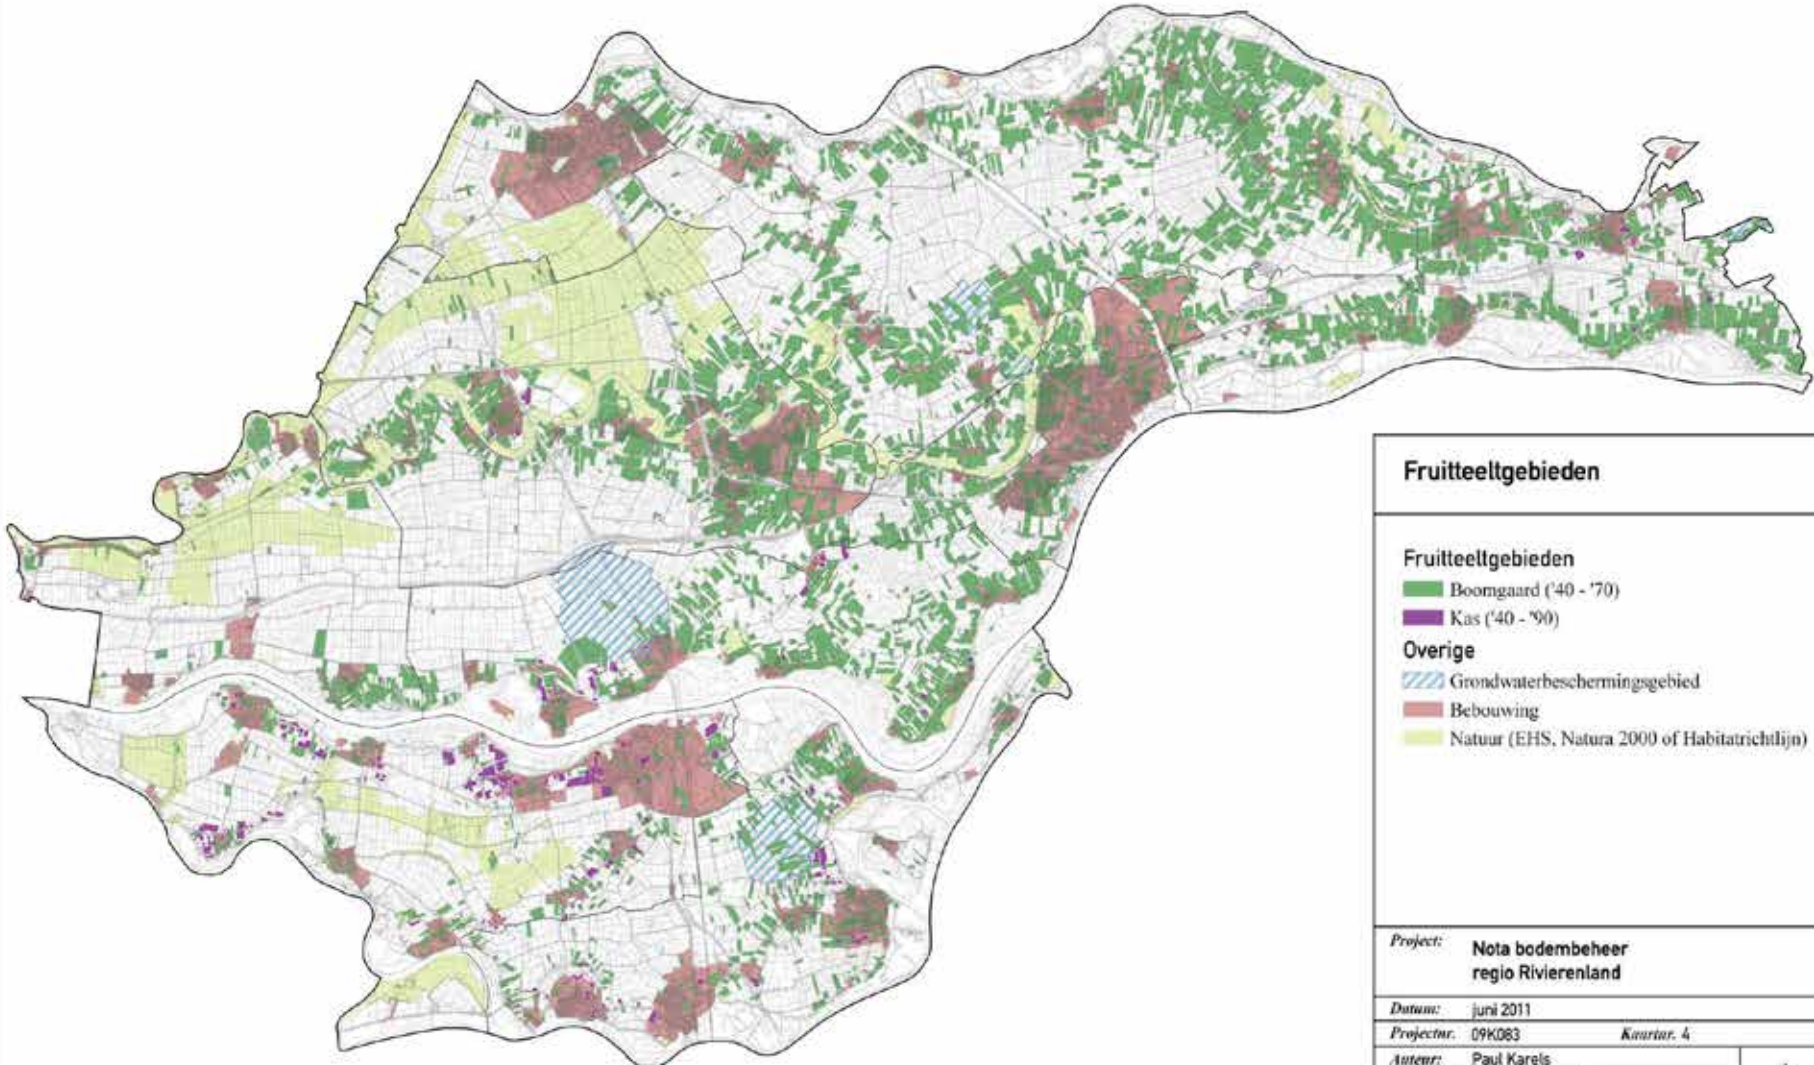 Fruitteeltgebieden
Fruitteeltgebieden
Boomgaard ('40 - '70)
Kas ('40 - '90)
Overige
Grondwaterbeschermingsgebied
Bebouwing
Natuur (EHS, Natura 2000 of Habitatrichtlijn)
Project: Nota bodembeheer
regio Rivierenland
Datum: juni 2011
Projectnr. 09K083 Kaartnr. 4
Auteur: Paul Karels